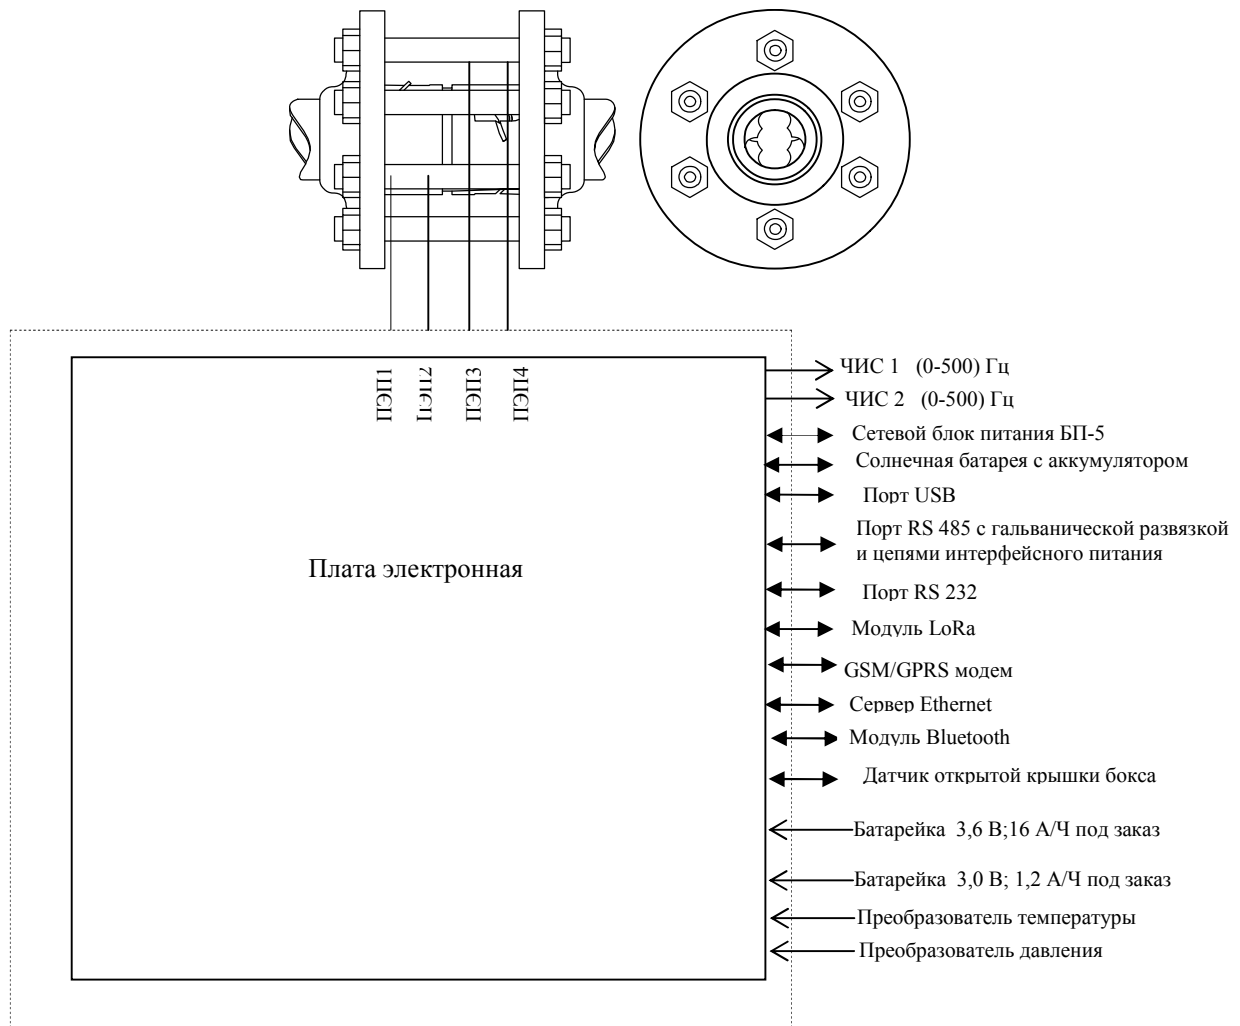 ПЭП1
ПЭП2
ПЭП3
ПЭП4
ЧИС 1 (0-500) Гц
ЧИС 2 (0-500) Гц
Сетевой блок питания БП-5
Солнечная батарея с аккумулятором
Порт USB
Порт RS 485 с гальванической развязкой
и цепями интерфейсного питания
Плата электронная
Порт RS 232
Модуль LoRa
GSM/GPRS модем
Сервер Ethernet
Модуль Bluetooth
Датчик открытой крышки бокса
Батарейка 3,6 В;16 А/Ч под заказ
Батарейка 3,0 В; 1,2 А/Ч под заказ
Преобразователь температуры
Преобразователь давления